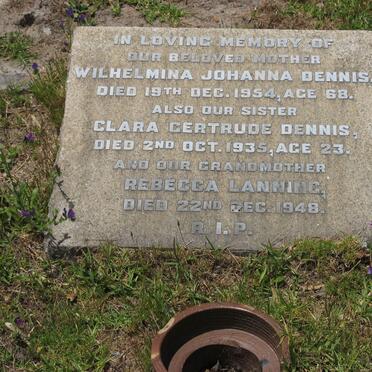 IN LOVING MEMORY OF
OUR BELOVED MOTHER
WILHELMINA JOHANNA DENNIS,
DIED 19TH DEC. 1954, AGE 68.
ALSO OUR SISTER
CLARA GERTRUDE DENNIS,
DIED 2ND OCT. 1935, AGE 23.
AND OUR GRANDMOTHER
REBECCA LANNING,
DIED 22ND DEC. 1948.
R.I.P.